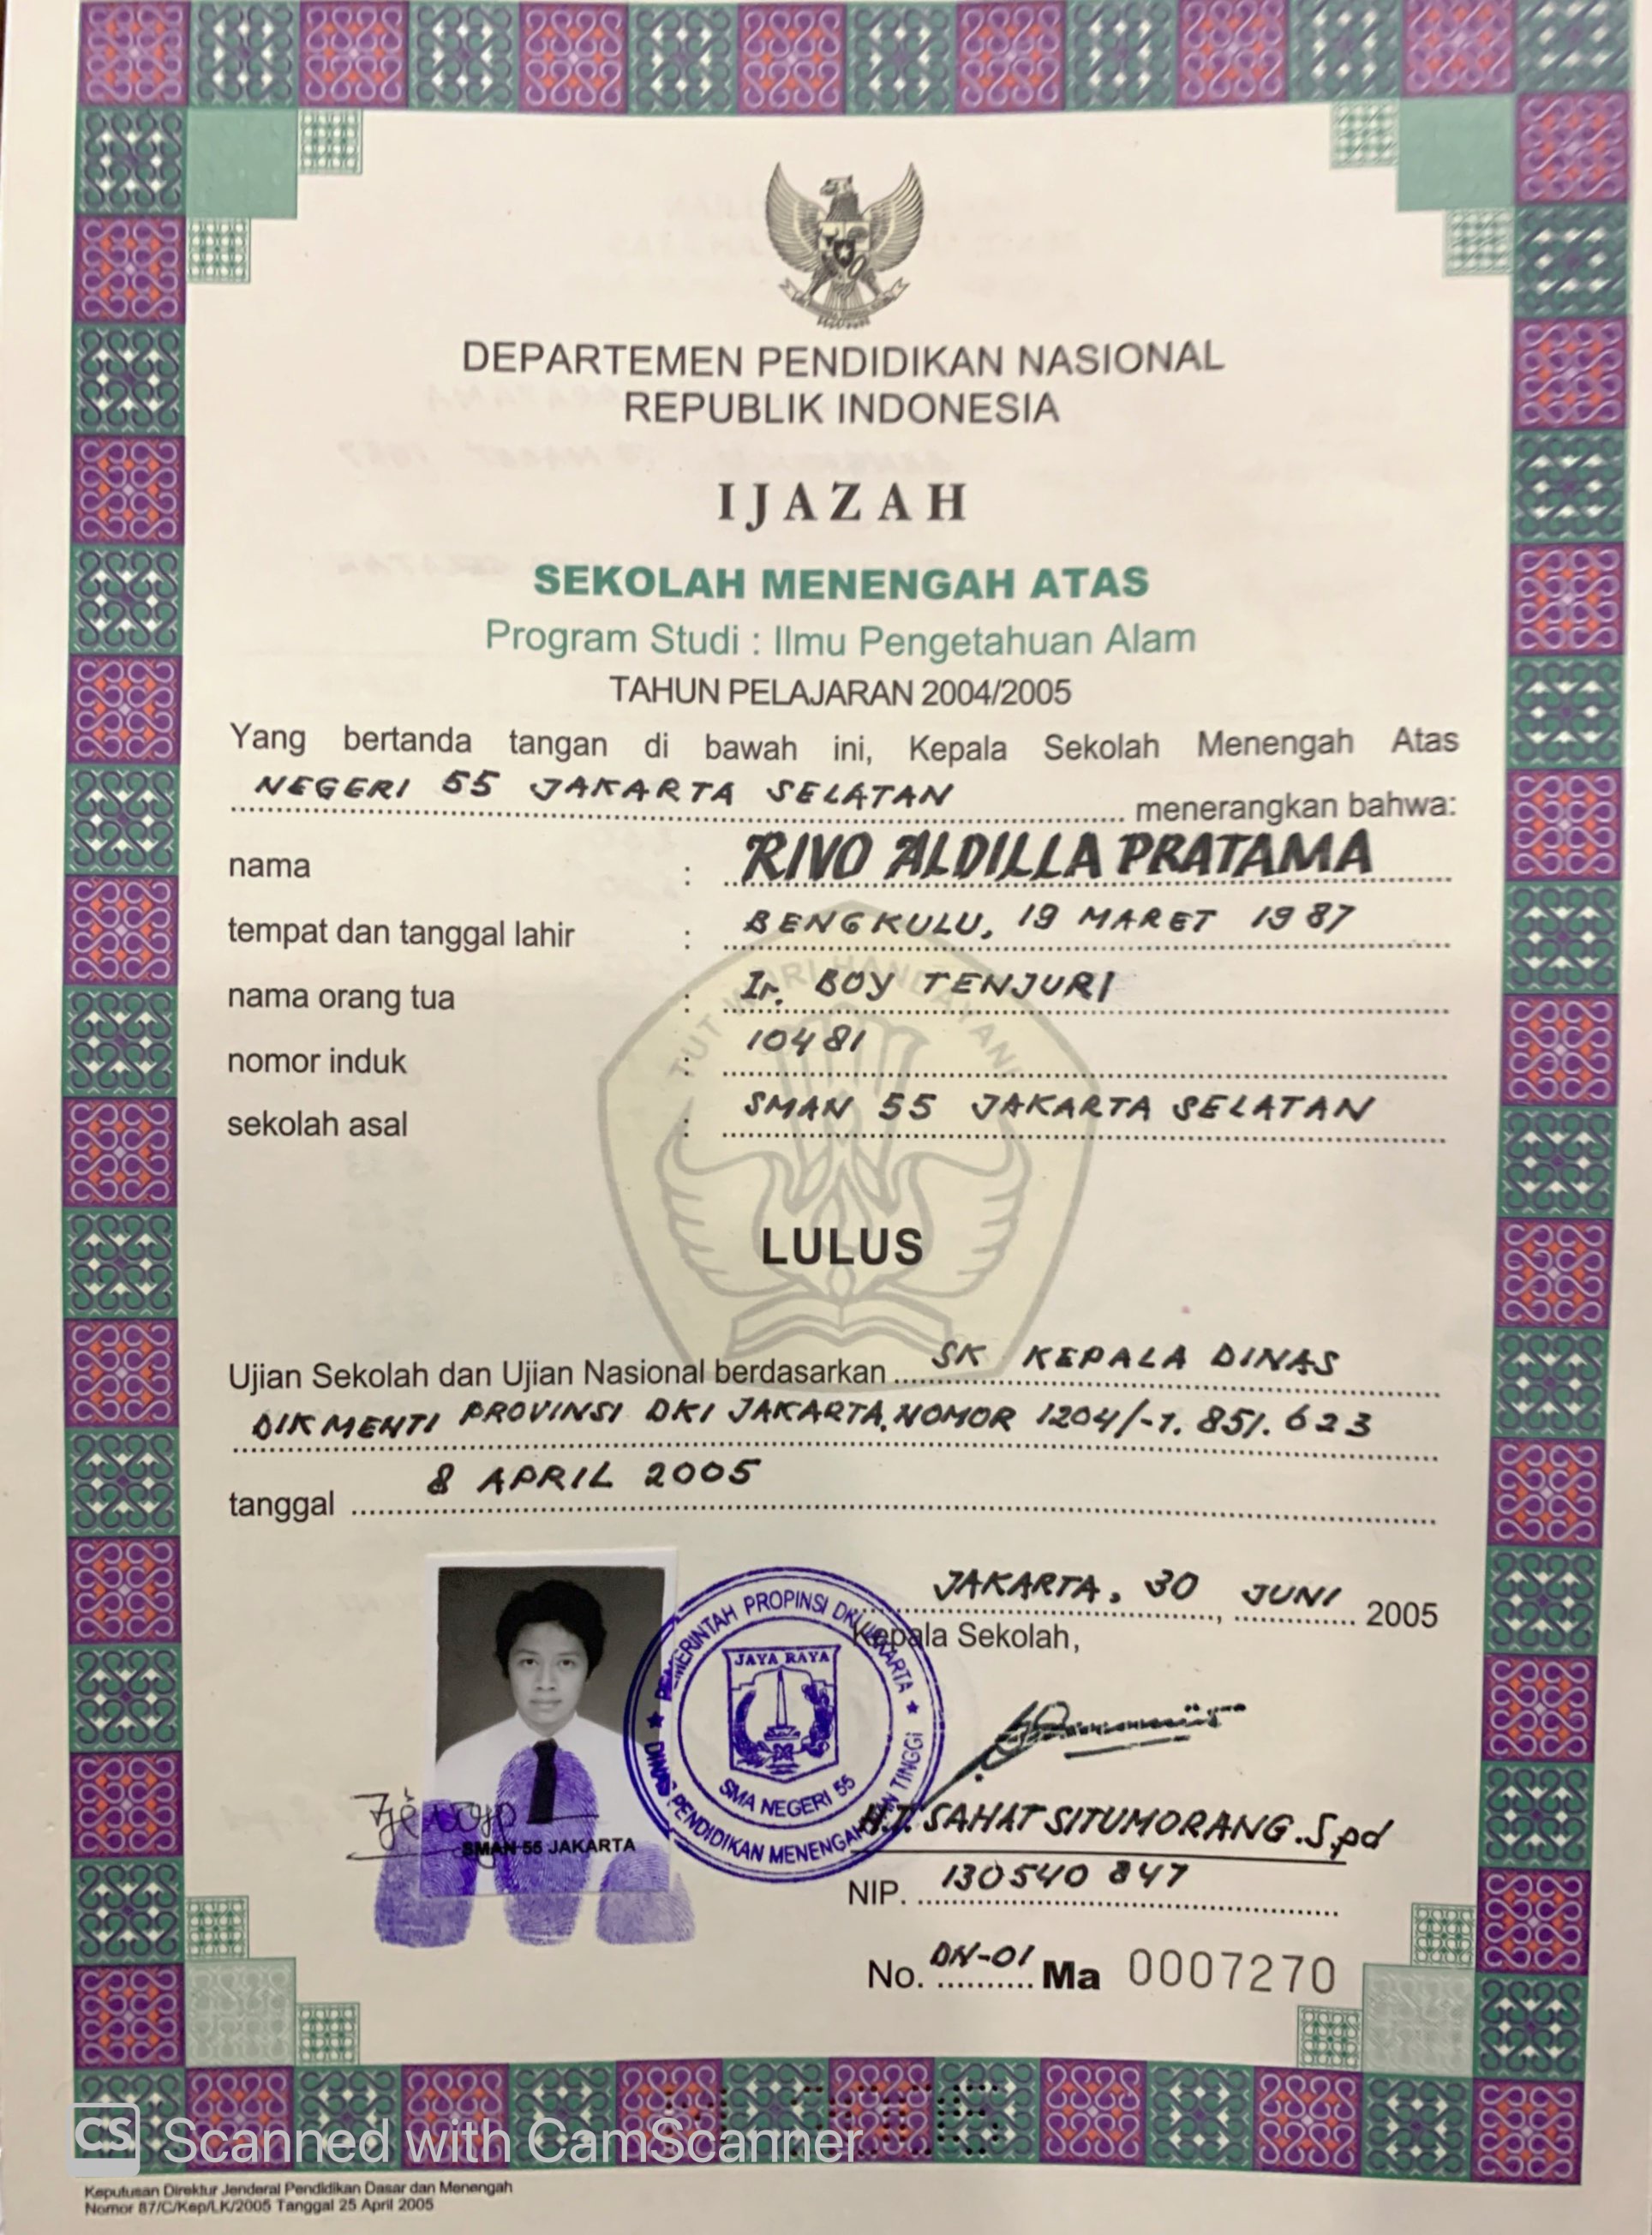 DEPARTEMEN PENDIDIKAN NASIONAL
REPUBLIK INDONESIA
IJAZAH
SEKOLAH MENENGAH ATAS
Program Studi : Ilmu Pengetahuan Alam
TAHUN PELAJARAN 2004/2005
Yang bertanda tangan di bawah ini, Kepala Sekolah Menengah Atas
NEGERI 55 JAKARTA SELATAN menerangkan bahwa:
nama : RIVO ALDILLA PRATAMA
tempat dan tanggal lahir : BENGKULU, 19 MARET 1987
nama orang tua : Ir. BOY TENJURI
nomor induk : 10481
sekolah asal : SMAN 55 JAKARTA SELATAN
TUT WURI HANDAYANI
LULUS
Ujian Sekolah dan Ujian Nasional berdasarkan SK KEPALA DINAS
DIKMENTI PROVINSI DKI JAKARTA. NOMOR 1204/-1.851.623
tanggal 8 APRIL 2005
JAKARTA, 30, JUNI 2005
Kepala Sekolah,
PEMERINTAH PROPINSI DKI JAKARTA
JAYA RAYA
SMA NEGERI 55
DINAS PENDIDIKAN MENENGAH DAN TINGGI
SMAN 55 JAKARTA
H.J. SAHAT SITUMORANG.S.pd
NIP. 130540 847
No. DN-01 Ma 0007270
CS Scanned with CamScanner
Keputusan Direktur Jenderal Pendidikan Dasar dan Menengah
Nomor 87/C/Kep/LK/2005 Tanggal 25 April 2005